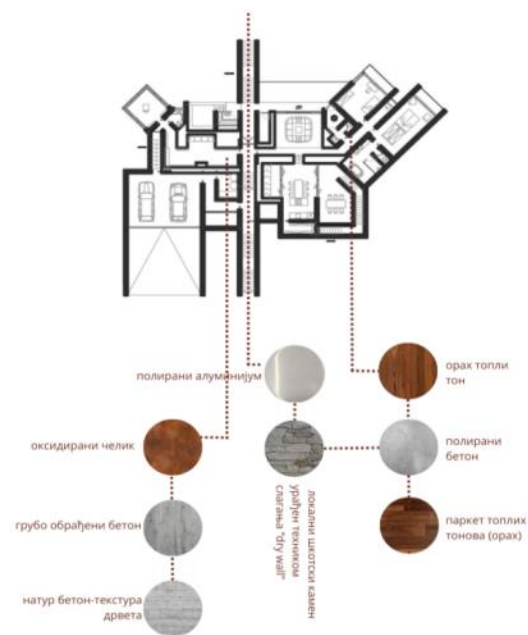 полирани алуминијум
орах топли
тон
оксидирани челик
полирани
бетон
локални шкотски камен
урађен техником
слагања "dry wall"
грубо обрађени бетон
паркет топлих
тонова (орах)
натур бетон-текстура
дрвета